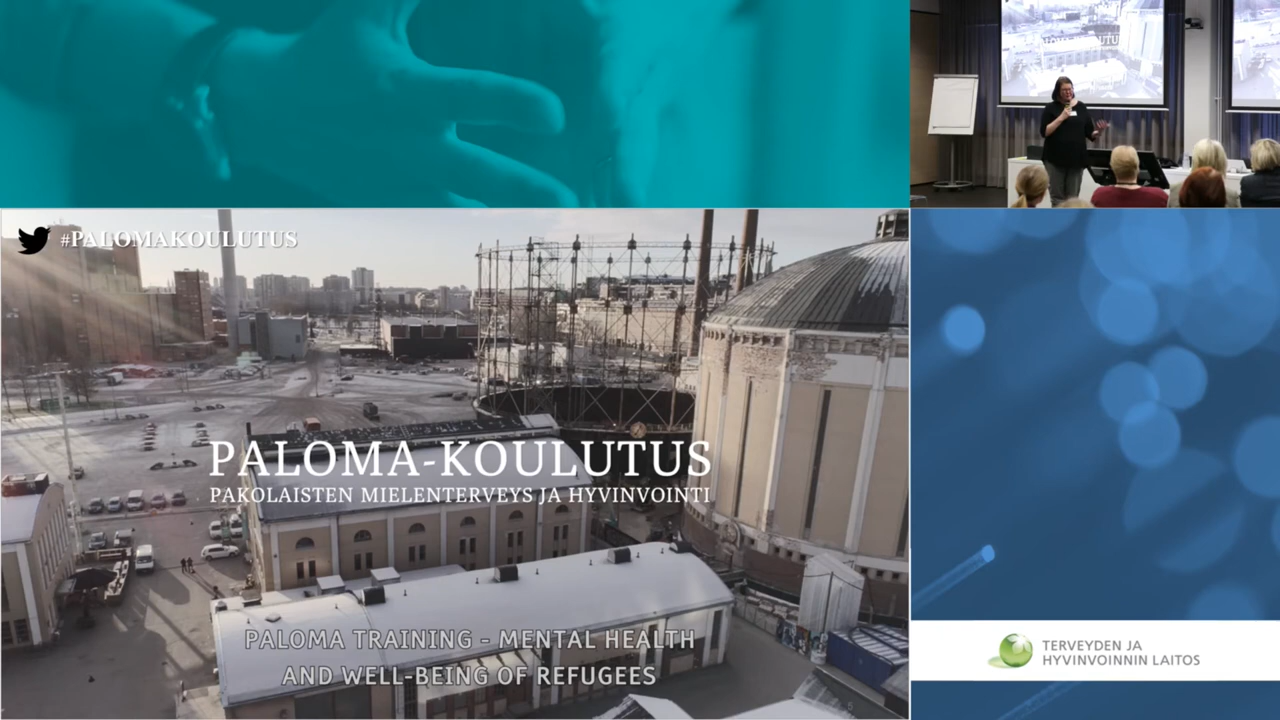 #PALOMAKOULUTUS
PALOMA-KOULUTUS
PAKOLAISTEN MIELENTERVEYS JA HYVINVOINTI
PALOMA TRAINING - MENTAL HEALTH
AND WELL-BEING OF REFUGEES
TERVEYDEN JA
HYVINVOINNIN LAITOS